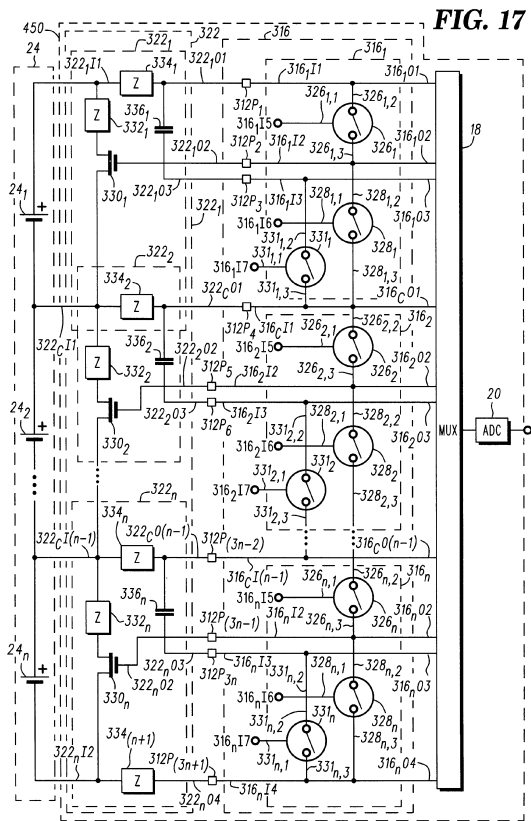 FIG. 17
450
322
316
24
322₁
316₁
322₁I1
334₁
322₁01
316₁I1
326₁,₂
316₁01
18
Z
Z
332₁
336₁
312P₁
316₁I5
326₁,₁
326₁
312P₂
316₁I2
326₁,₃
316₁02
330₁
322₁02
322₁03
322₁
312P₃
316₁I3
328₁,₂
316₁03
24₁
316₁I6
328₁,₁
328₁
331₁,₂
331₁
322₂
331₁,₁
328₁,₃
316₁I7
334₂
322C01
331₁,₃
316C01
Z
322CI1
312P₄
316CI1
326₂,₂
316₂
336₂
322₂02
312P₅
316₂I5
326₂,₁
326₂
Z
332₂
322₂03
316₂I2
326₂,₃
316₂02
24₂
330₂
312P₆
316₂I3
328₂,₂
316₂03
20
MUX
ADC
316₂I6
331₂,₂
328₂,₁
328₂
331₂,₁
331₂
322n
316₂I7
328₂,₃
334n
331₂,₃
322CI(n-1)
322C0(n-1)
312P(3n-2)
316C0(n-1)
Z
316CI(n-1)
326n,₂
316n
336n
326n,₁
Z
332n
312P(3n-1)
316nI5
326n
316nI2
326n,₃
316n02
24n
330n
322n03
322n02
312P3n
316nI3
331n,₂
328n,₁
328n,₂
316n03
316nI6
331n,₂
331n
328n
334(n+1)
312P(3n+1)
316nI7
331n,₁
328n,₃
322nI2
Z
322n04
316nI4
331n,₃
316n04